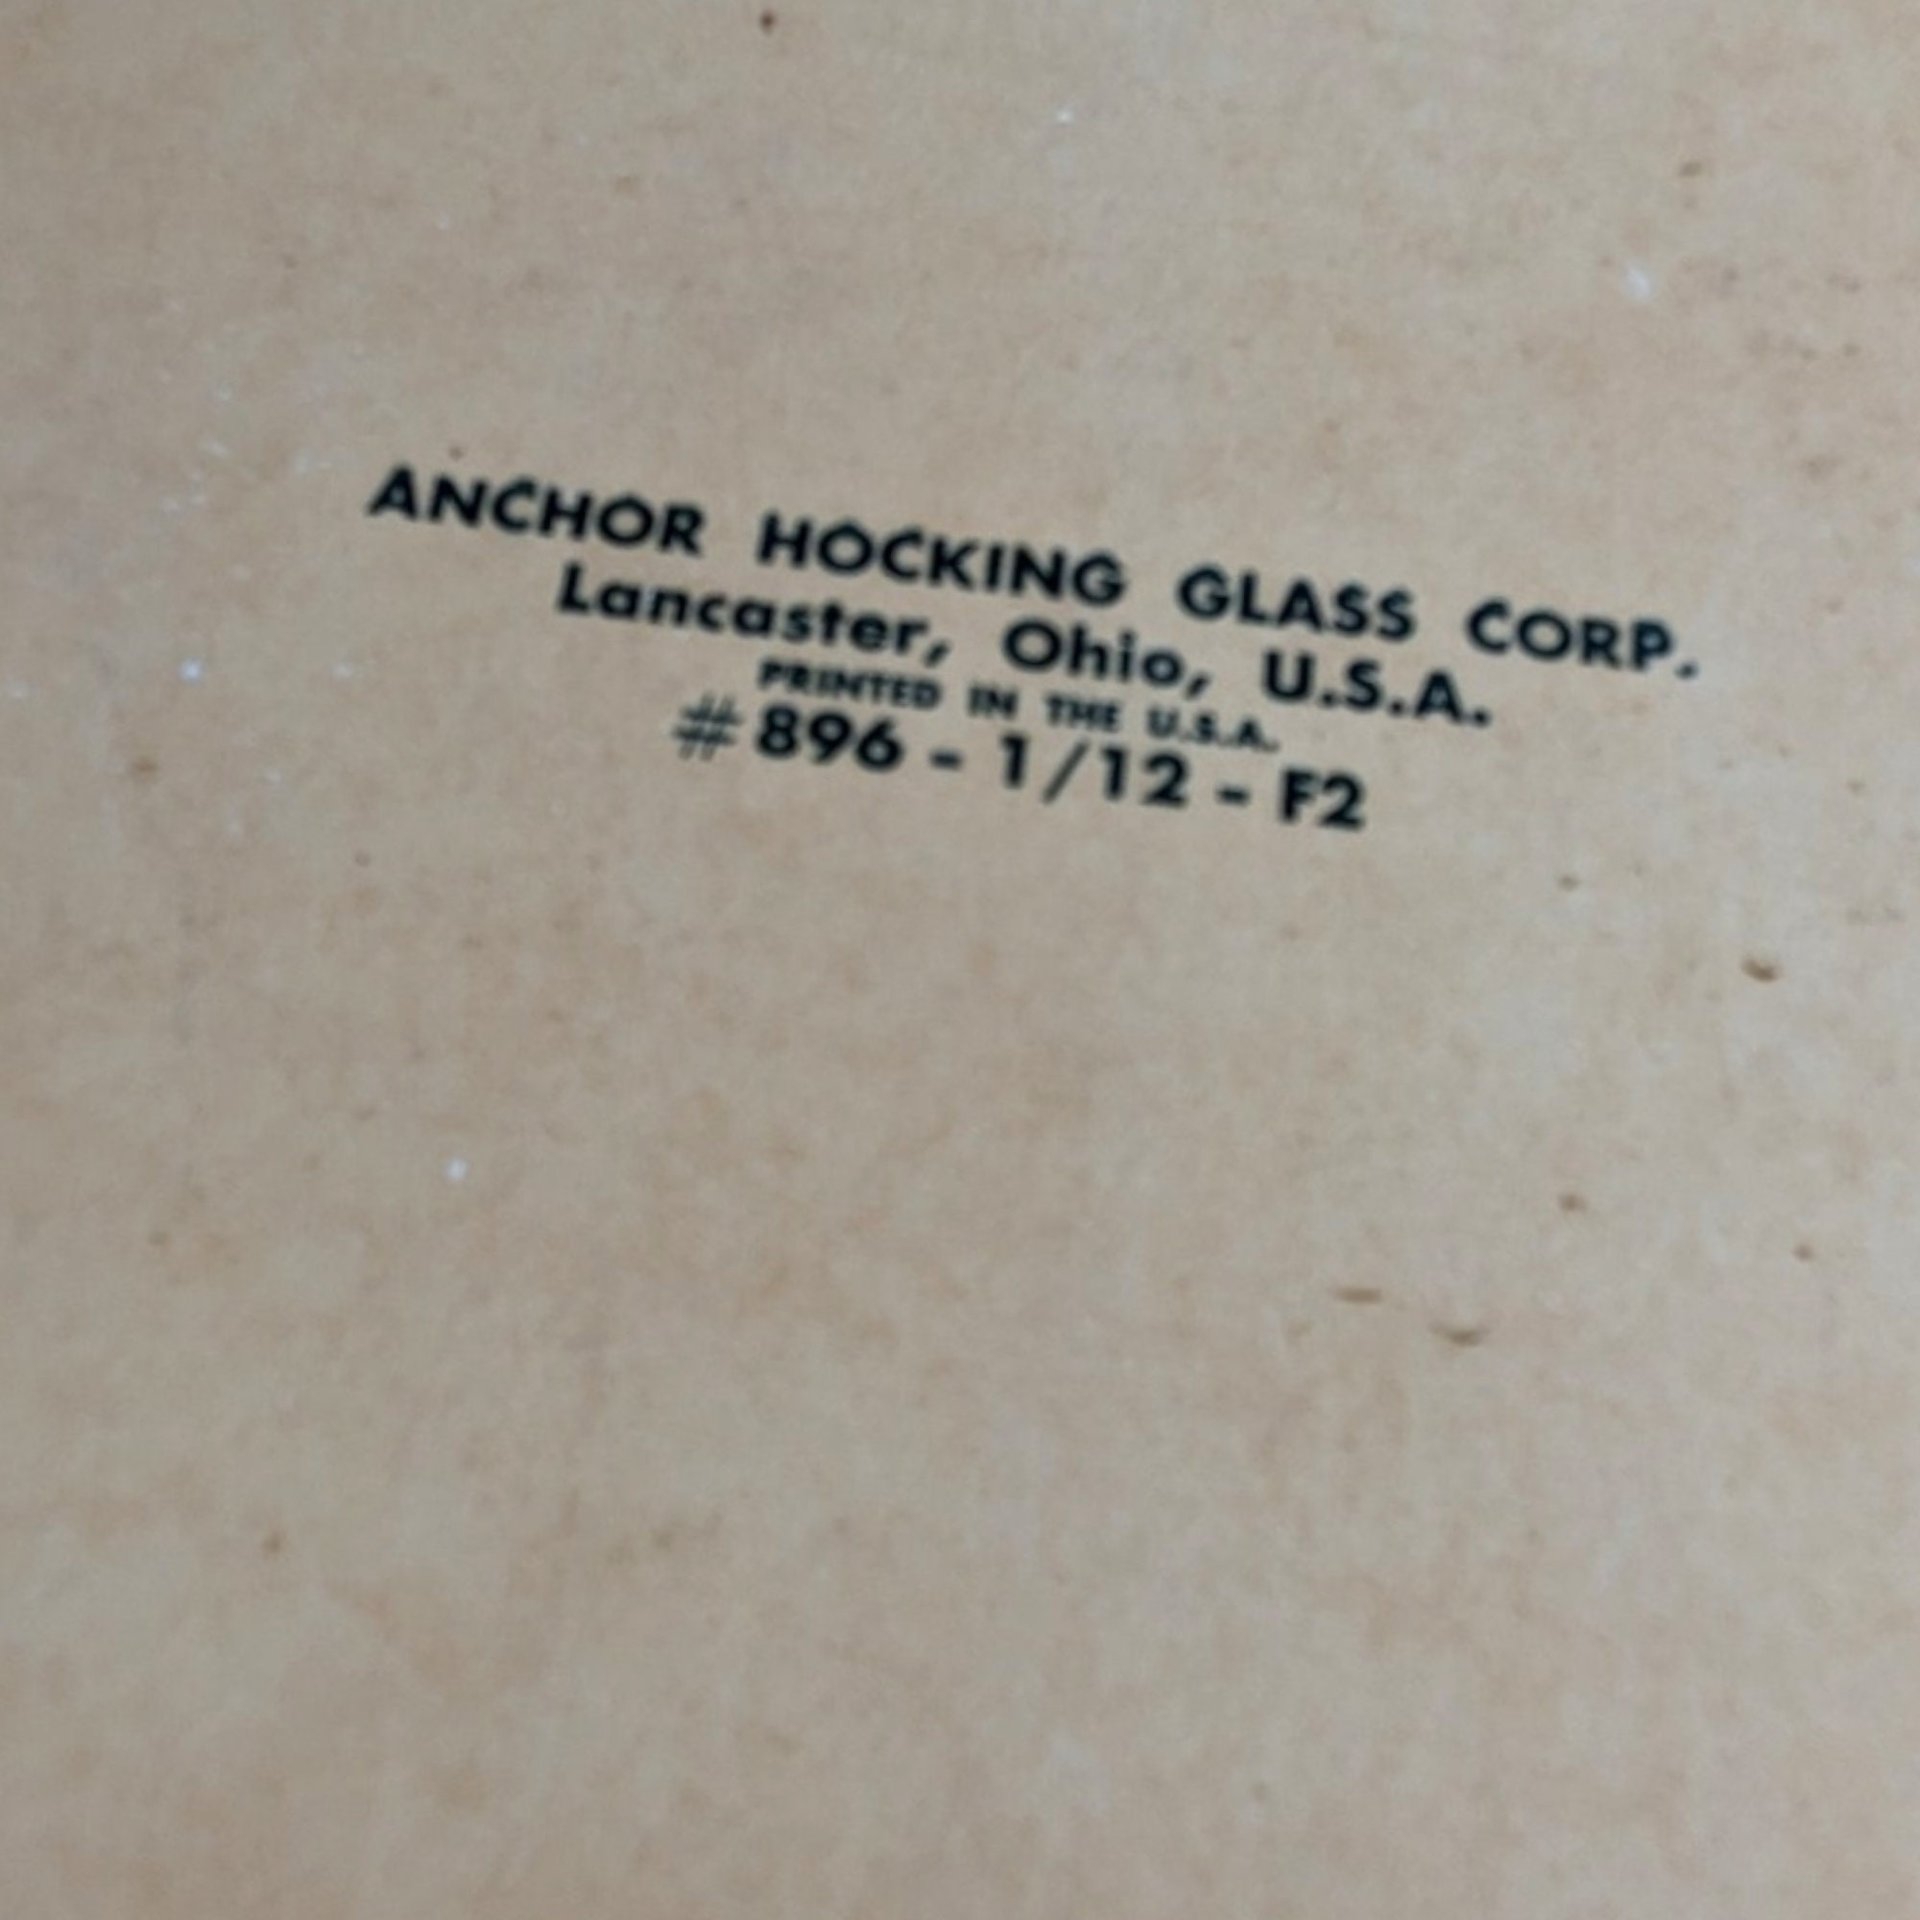 ANCHOR HOCKING GLASS CORP.
Lancaster, Ohio, U.S.A.
PRINTED IN THE U.S.A.
#896 - 1/12 - F2